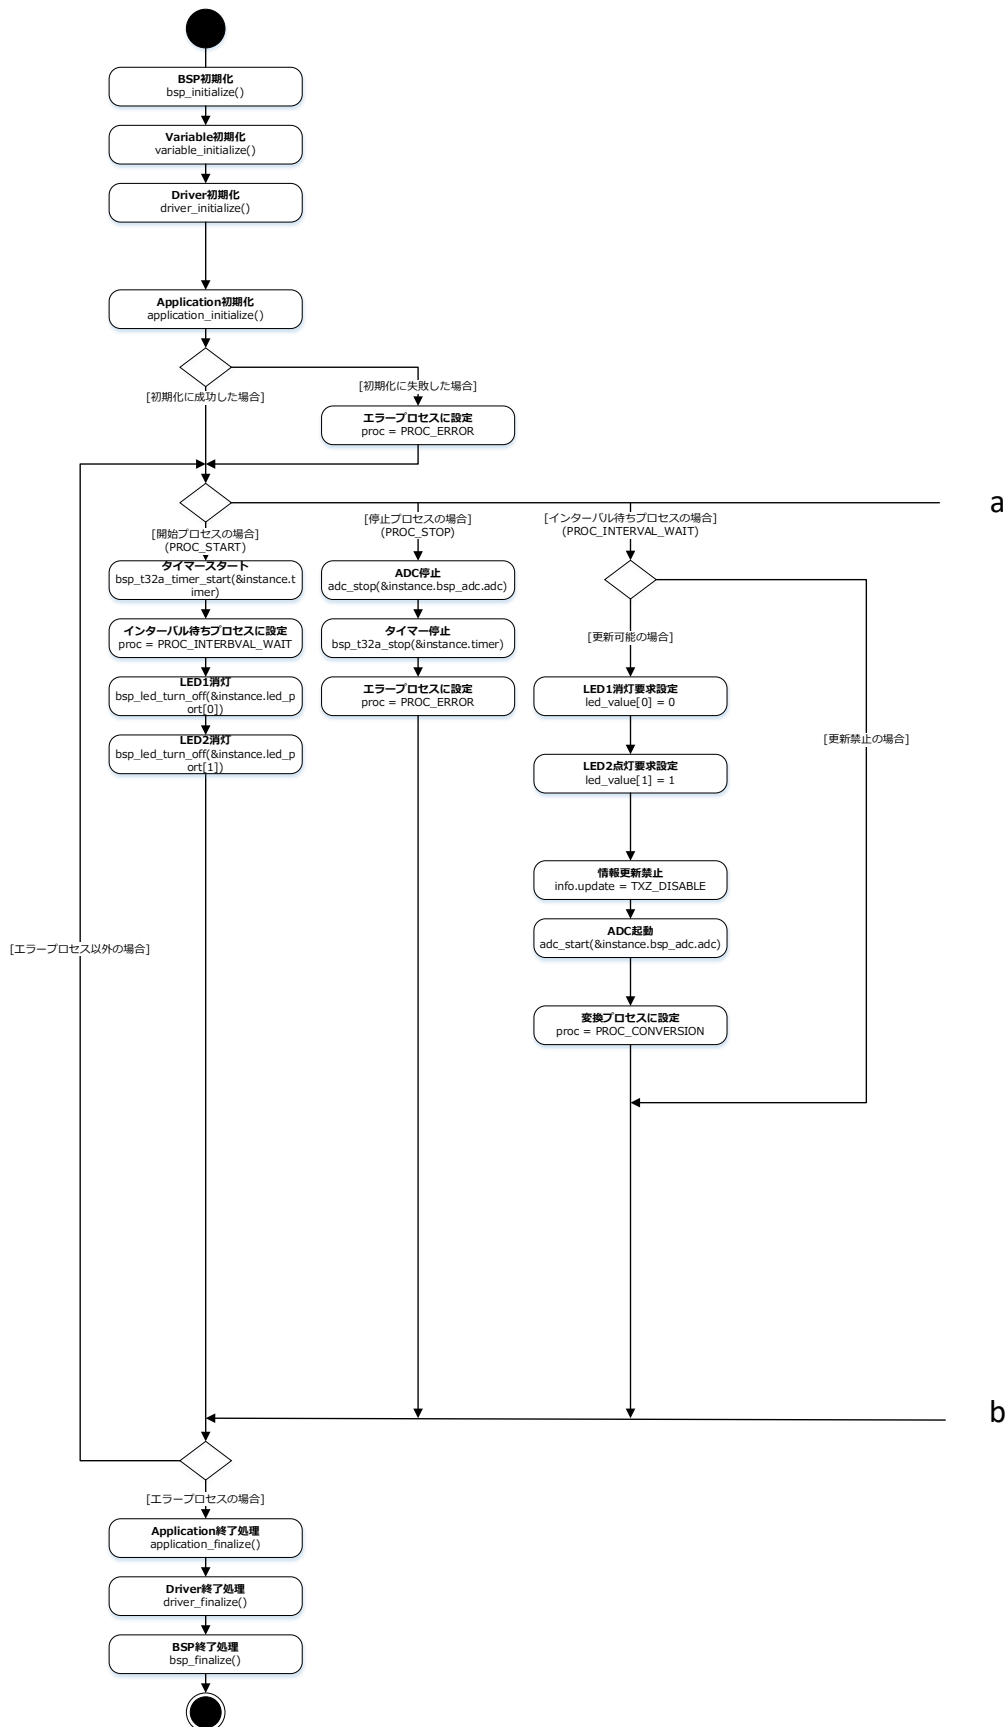 BSP初期化
bsp_initialize()
Variable初期化
variable_initialize()
Driver初期化
driver_initialize()
Application初期化
application_initialize()
[初期化に失敗した場合]
[初期化に成功した場合]
エラープロセスに設定
proc = PROC_ERROR
a
[開始プロセスの場合]
(PROC_START)
タイマースタート
bsp_t32a_timer_start(&instance.t
imer)
インターバル待ちプロセスに設定
proc = PROC_INTERBVAL_WAIT
LED1消灯
bsp_led_turn_off(&instance.led_p
ort[0])
LED2消灯
bsp_led_turn_off(&instance.led_p
ort[1])
[停止プロセスの場合]
(PROC_STOP)
ADC停止
adc_stop(&instance.bsp_adc.adc)
タイマー停止
bsp_t32a_stop(&instance.timer)
エラープロセスに設定
proc = PROC_ERROR
[インターバル待ちプロセスの場合]
(PROC_INTERVAL_WAIT)
[更新可能の場合]
LED1消灯要求設定
led_value[0] = 0
[更新禁止の場合]
LED2点灯要求設定
led_value[1] = 1
情報更新禁止
info.update = TXZ_DISABLE
ADC起動
adc_start(&instance.bsp_adc.adc)
変換プロセスに設定
proc = PROC_CONVERSION
[エラープロセス以外の場合]
b
[エラープロセスの場合]
Application終了処理
application_finalize()
Driver終了処理
driver_finalize()
BSP終了処理
bsp_finalize()